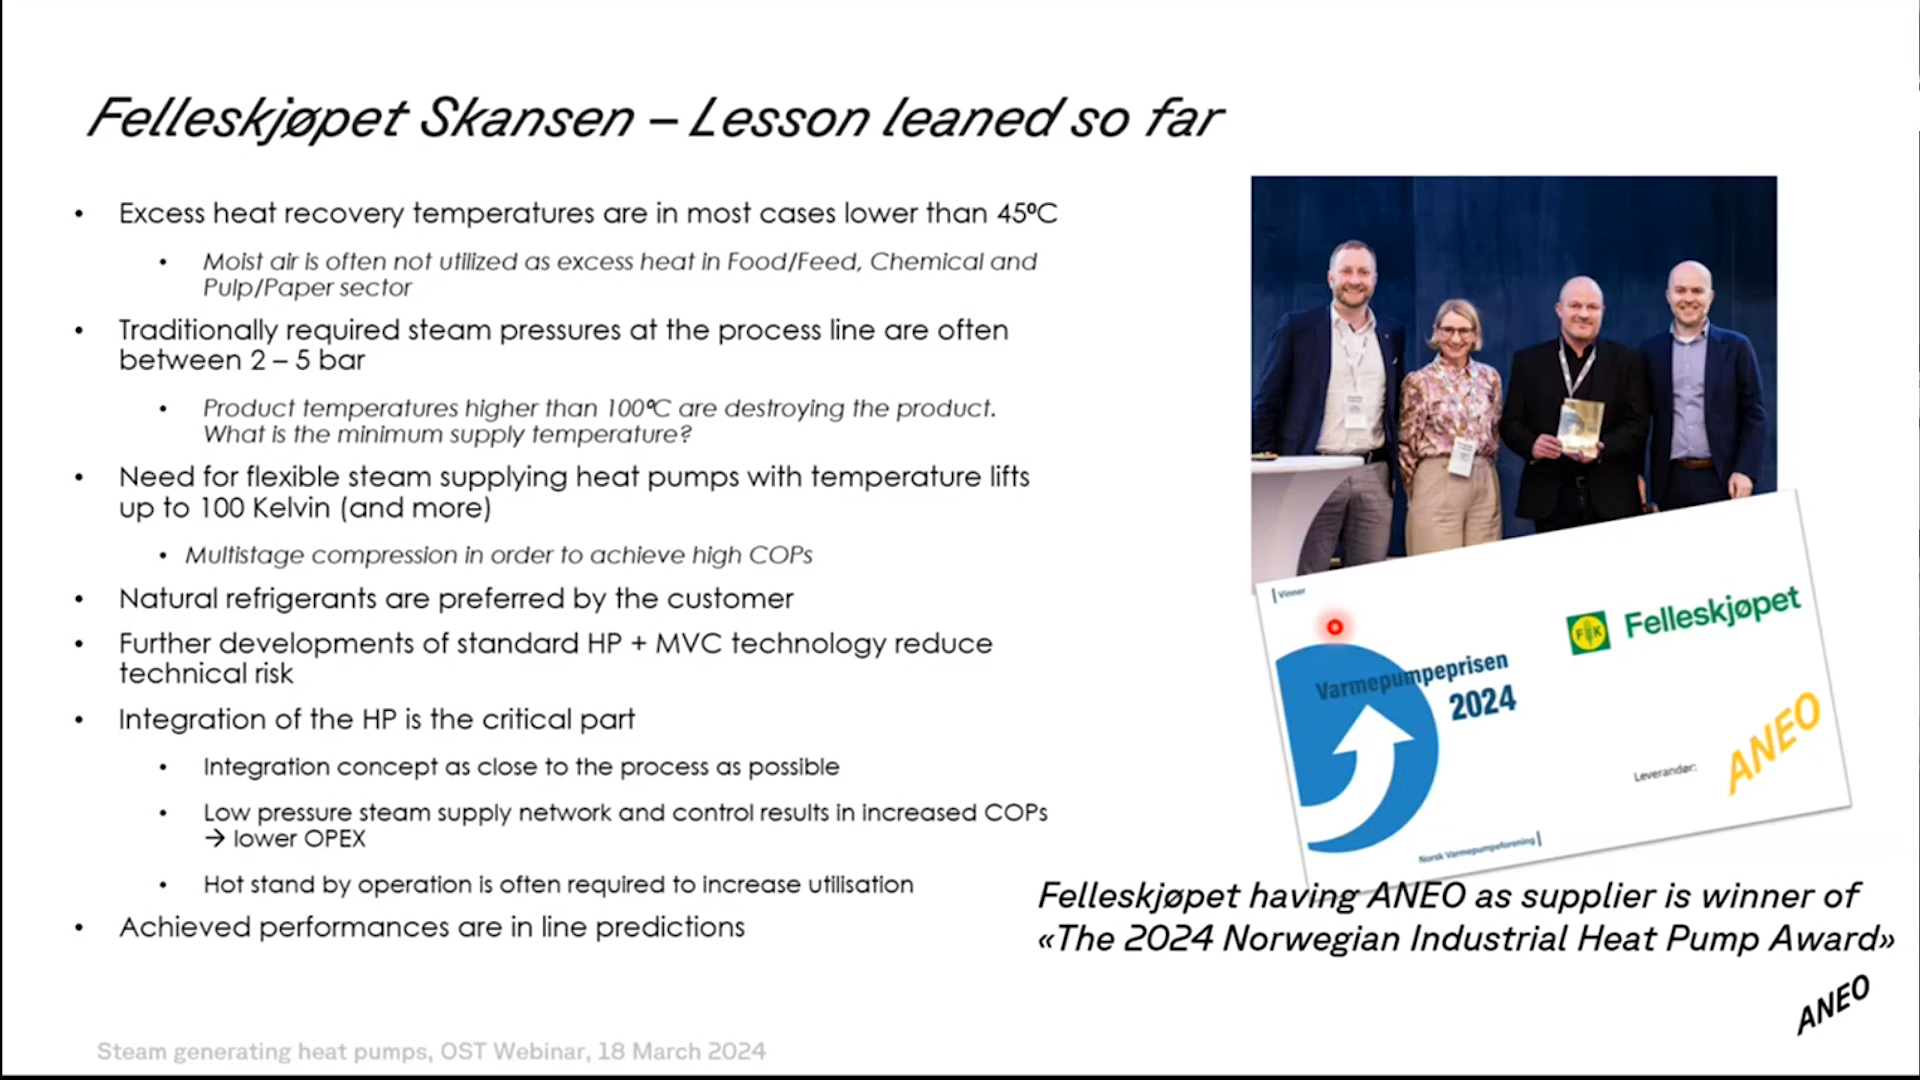 Felleskjøpet Skansen – Lesson leaned so far
• Excess heat recovery temperatures are in most cases lower than 45⁰C
• Moist air is often not utilized as excess heat in Food/Feed, Chemical and
Pulp/Paper sector
• Traditionally required steam pressures at the process line are often
between 2 – 5 bar
• Product temperatures higher than 100⁰C are destroying the product.
What is the minimum supply temperature?
• Need for flexible steam supplying heat pumps with temperature lifts
up to 100 Kelvin (and more)
• Multistage compression in order to achieve high COPs
• Natural refrigerants are preferred by the customer
• Further developments of standard HP + MVC technology reduce
technical risk
• Integration of the HP is the critical part
• Integration concept as close to the process as possible
• Low pressure steam supply network and control results in increased COPs
→ lower OPEX
• Hot stand by operation is often required to increase utilisation
• Achieved performances are in line predictions
Vinner
Varmepumpeprisen
2024
FK Felleskjøpet
Leverandør:
ANEO
Norsk Varmepumpeforening
Felleskjøpet having ANEO as supplier is winner of
«The 2024 Norwegian Industrial Heat Pump Award»
ANEO
Steam generating heat pumps, OST Webinar, 18 March 2024